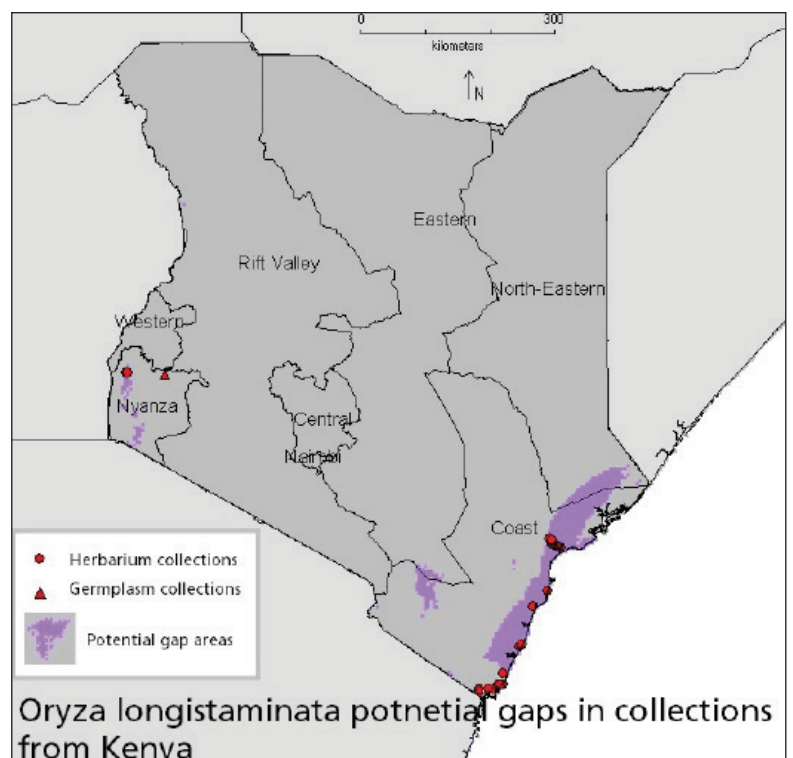 0 300
kilometers
N
Eastern
Rift Valley
North-Eastern
Western
Nyanza
Central
Nairobi
Coast
Herbarium collections
Germplasm collections
Potential gap areas
Oryza longistaminata potnetial gaps in collections
from Kenya